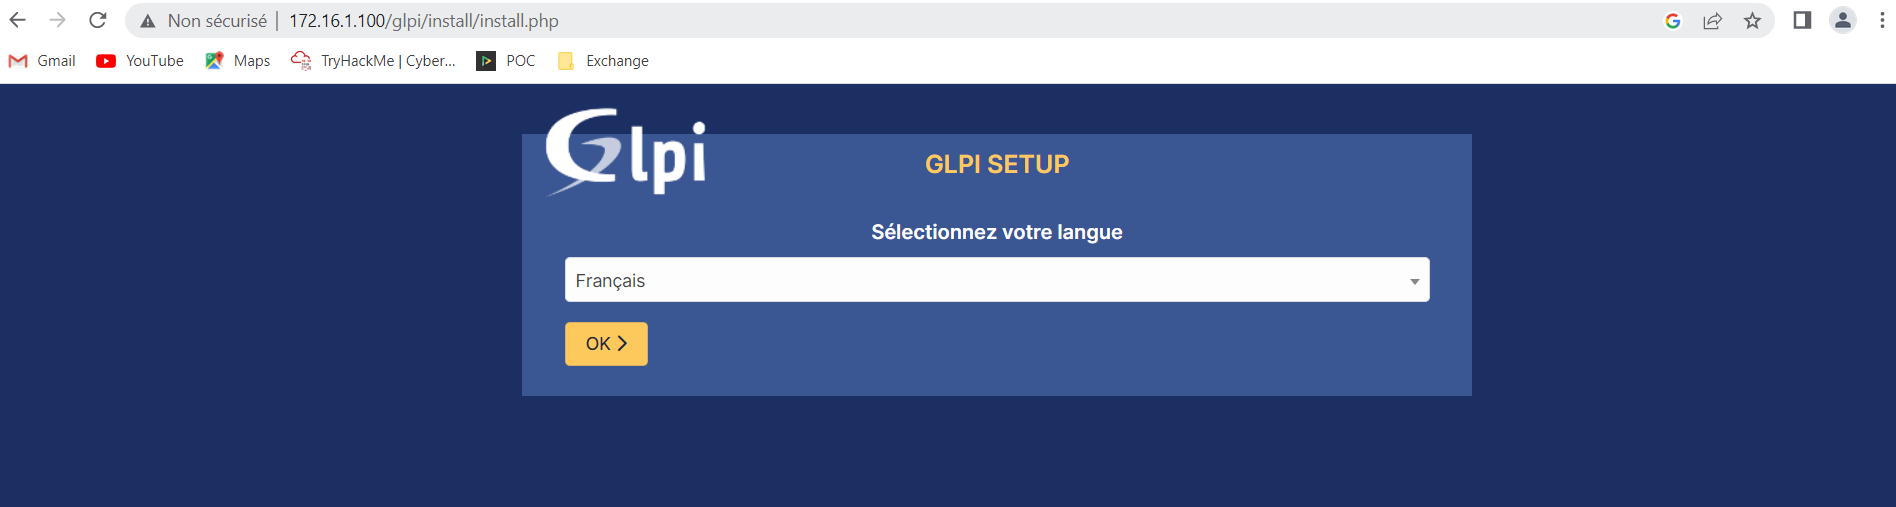 Non sécurisé | 172.16.1.100/glpi/install/install.php
Gmail YouTube Maps TryHackMe | Cyber... POC Exchange
Glpi
GLPI SETUP
Sélectionnez votre langue
Français
OK